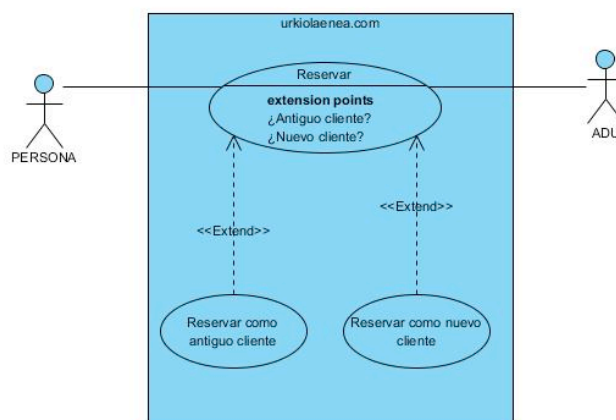 urkiolaenea.com
Reservar
extension points
¿Antiguo cliente?
¿Nuevo cliente?
PERSONA
ADU
<<Extend>>
<<Extend>>
Reservar como
antiguo cliente
Reservar como nuevo
cliente